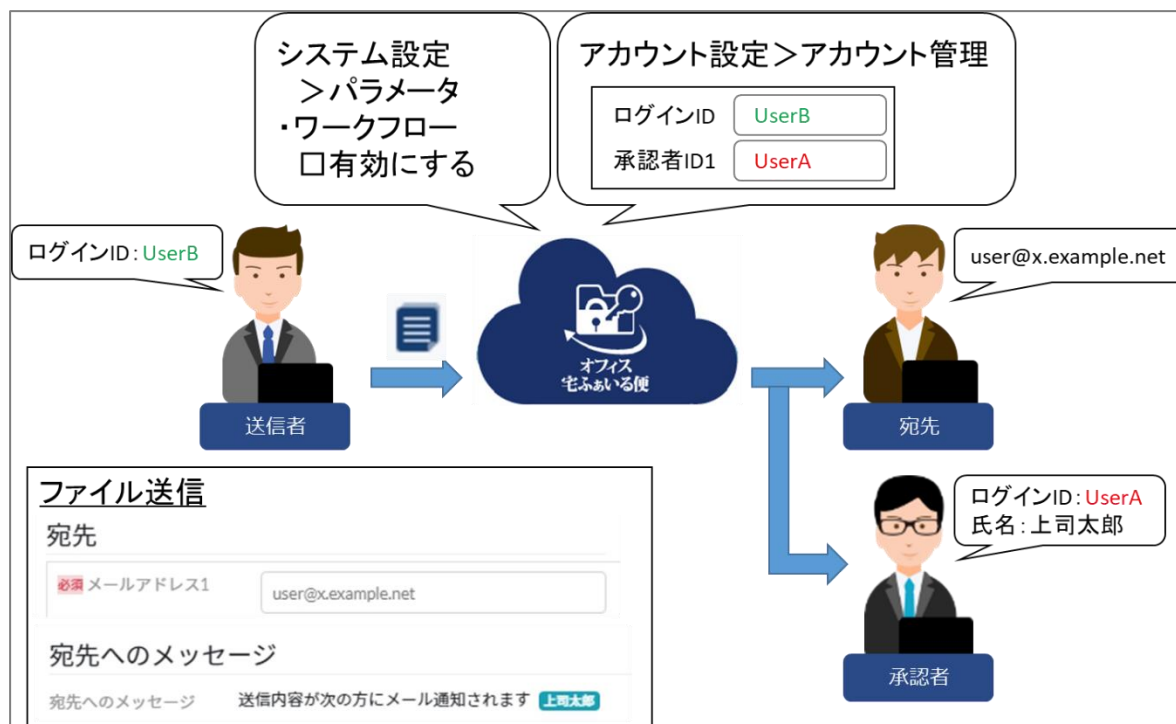 システム設定
＞パラメータ
・ワークフロー
□有効にする
アカウント設定＞アカウント管理
ログインID UserB
承認者ID1 UserA
ログインID：UserB
user@x.example.net
オフィス
宅ふぁいる便
送信者
宛先
ログインID：UserA
氏名：上司太郎
承認者
ファイル送信
宛先
必須 メールアドレス1 user@x.example.net
宛先へのメッセージ
宛先へのメッセージ 送信内容が次の方にメール通知されます 上司太郎